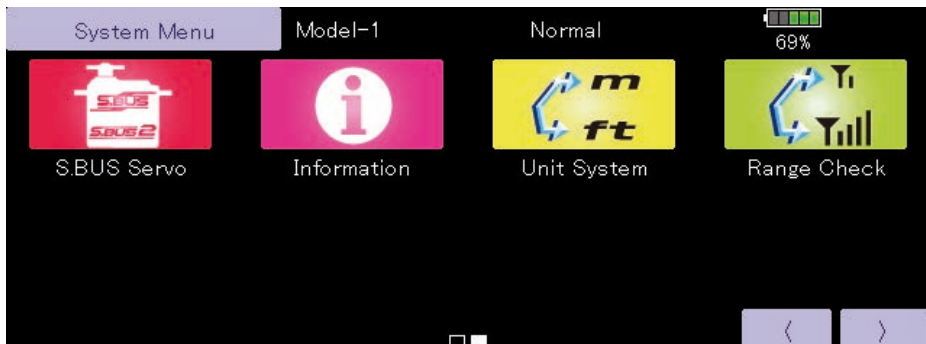 System Menu
Model-1
Normal
69%
S.BUS
S.BUS2
m
ft
S.BUS Servo
Information
Unit System
Range Check